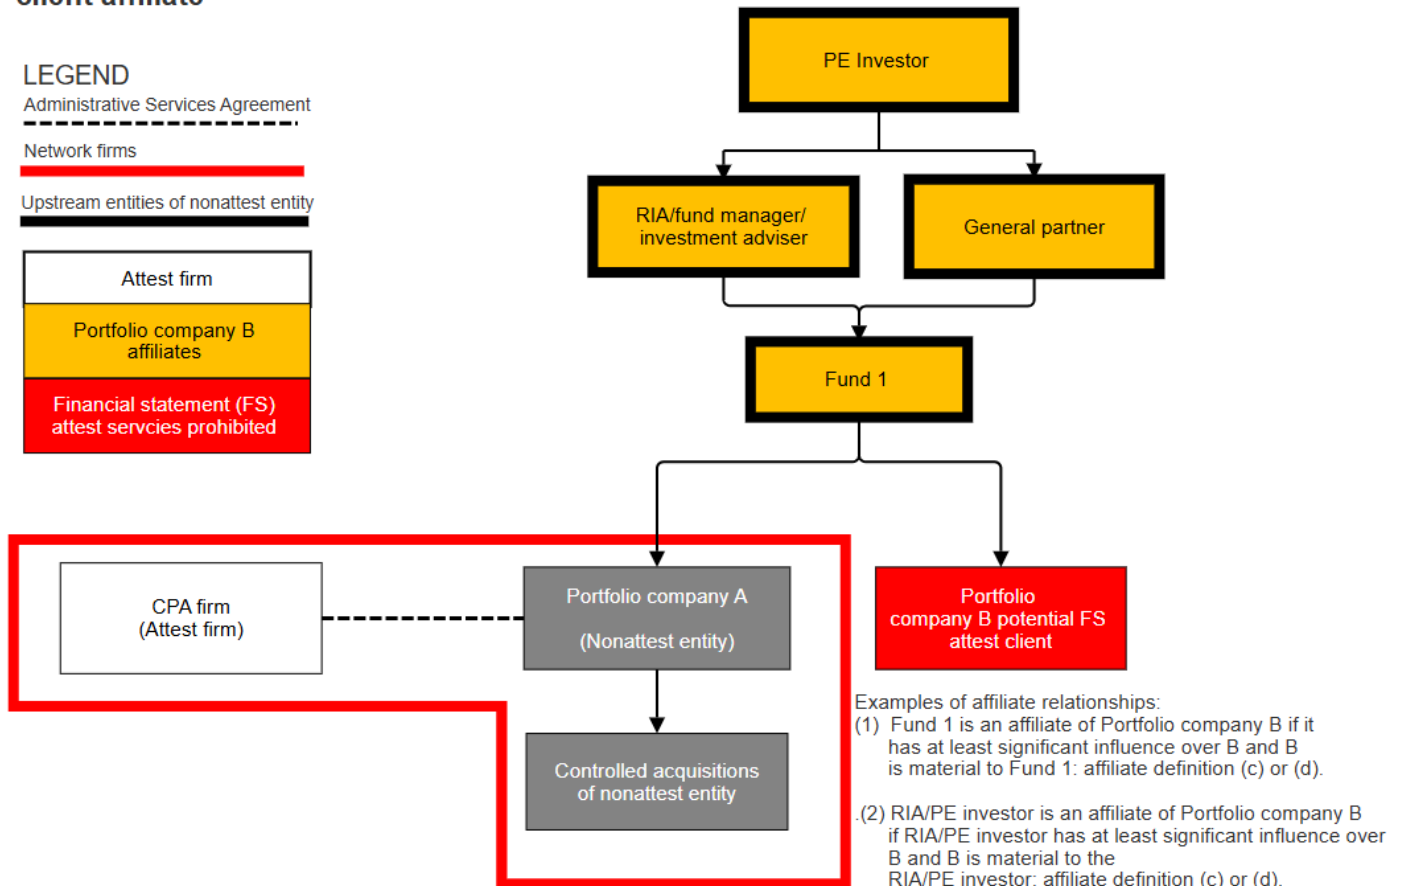 client affiliate
LEGEND
Administrative Services Agreement
Network firms
Upstream entities of nonattest entity
Attest firm
Portfolio company B
affiliates
Financial statement (FS)
attest servcies prohibited
PE Investor
RIA/fund manager/
investment adviser
General partner
Fund 1
CPA firm
(Attest firm)
Portfolio company A
(Nonattest entity)
Controlled acquisitions
of nonattest entity
Portfolio
company B potential FS
attest client
Examples of affiliate relationships:
(1) Fund 1 is an affiliate of Portfolio company B if it
has at least significant influence over B and B
is material to Fund 1: affiliate definition (c) or (d).
.(2) RIA/PE investor is an affiliate of Portfolio company B
if RIA/PE investor has at least significant influence over
B and B is material to the
RIA/PE investor: affiliate definition (c) or (d).